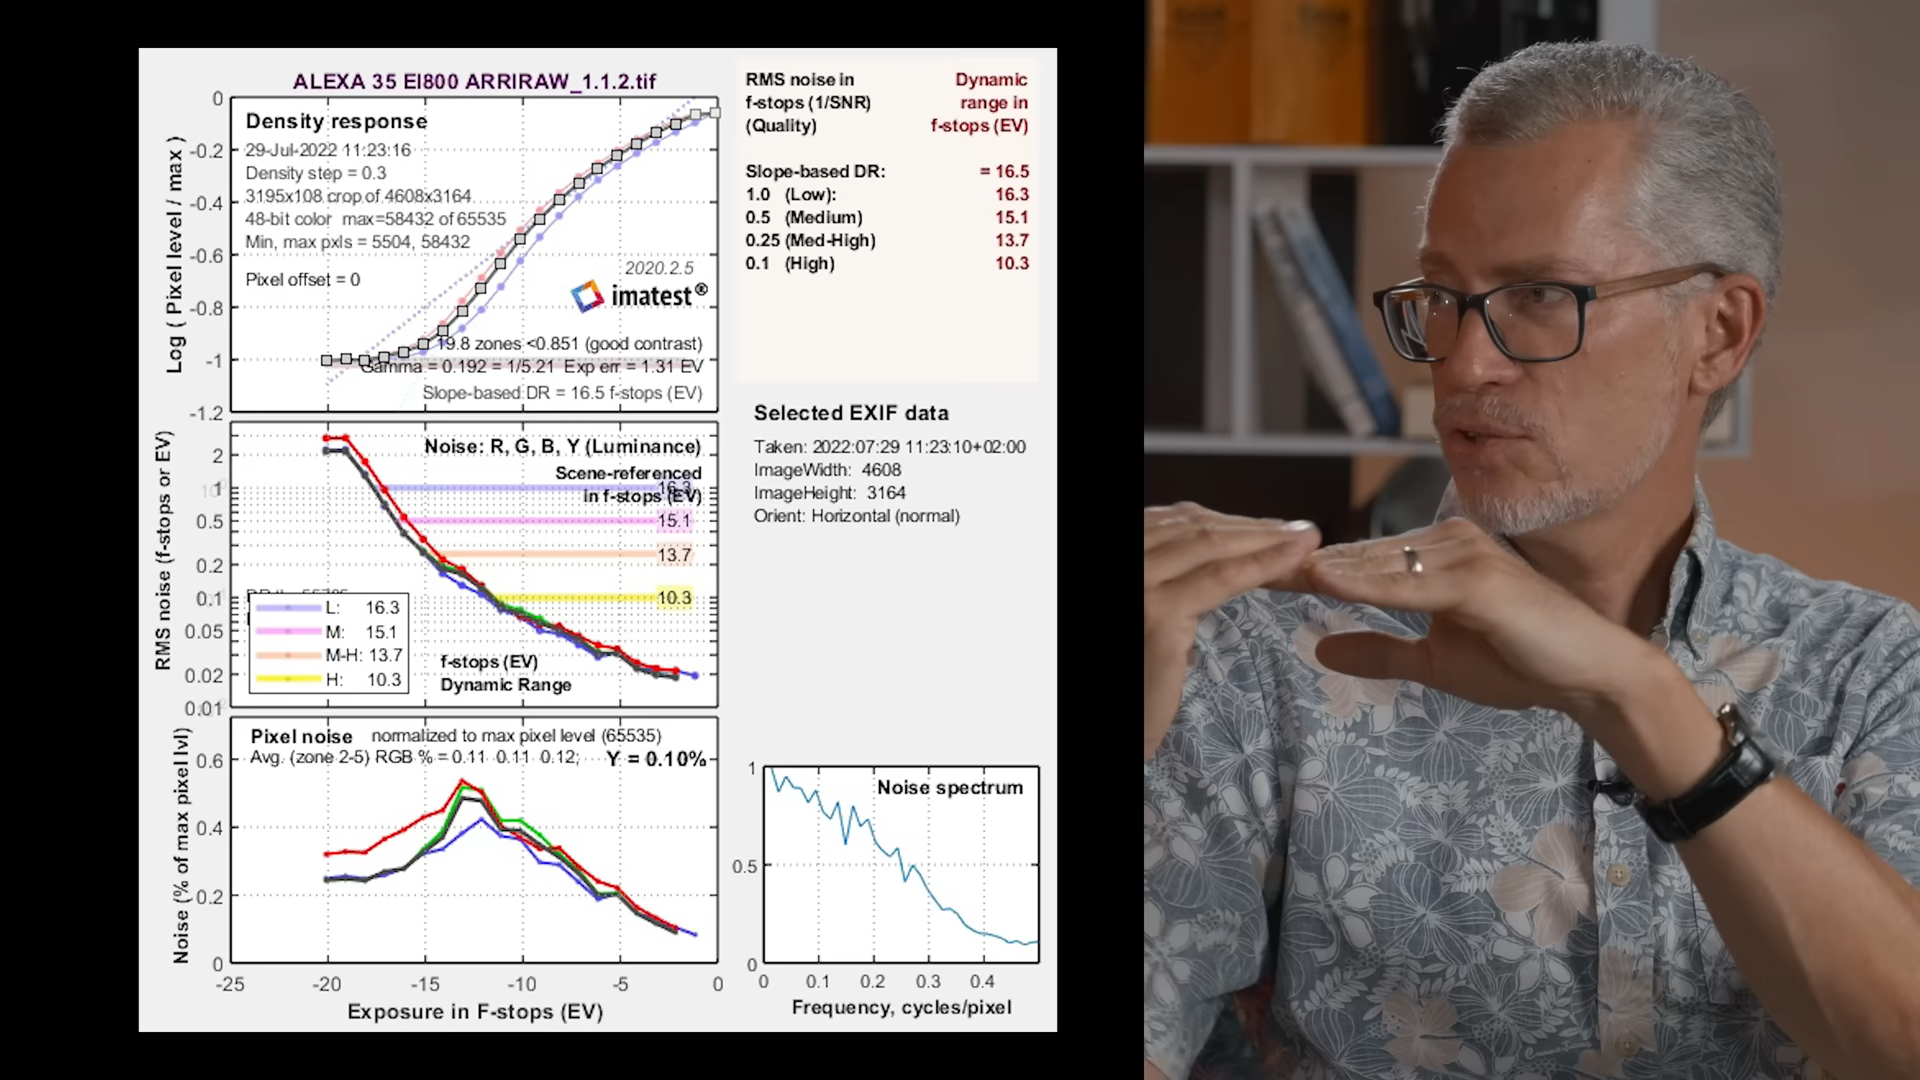 ALEXA 35 EI800 ARRIRAW_1.1.2.tif
Density response
29-Jul-2022 11:23:16
Density step = 0.3
3195x108 crop of 4608x3164
48-bit color max=58432 of 65535
Min, max pxls = 5504, 58432
Pixel offset = 0
2020.2.5
imatest®
19.8 zones <0.851 (good contrast)
Gamma = 0.192 = 1/5.21 Exp err = 1.31 EV
Slope-based DR = 16.5 f-stops (EV)
Log ( Pixel level / max )
0
-0.2
-0.4
-0.6
-0.8
-1
-1.2
RMS noise in
f-stops (1/SNR)
(Quality)
Dynamic
range in
f-stops (EV)
Slope-based DR: = 16.5
1.0 (Low): 16.3
0.5 (Medium) 15.1
0.25 (Med-High) 13.7
0.1 (High) 10.3
Selected EXIF data
Taken: 2022:07:29 11:23:10+02:00
ImageWidth: 4608
ImageHeight: 3164
Orient: Horizontal (normal)
Noise: R, G, B, Y (Luminance)
Scene-referenced
in f-stops (EV)
16.3
15.1
13.7
10.3
L: 16.3
M: 15.1
M-H: 13.7
H: 10.3
f-stops (EV)
Dynamic Range
RMS noise (f-stops or EV)
2
1
0.5
0.2
0.1
0.05
0.02
0.01
Pixel noise normalized to max pixel level (65535)
Avg. (zone 2-5) RGB % = 0.11 0.11 0.12; Y = 0.10%
Noise (% of max pixel lvl)
0.6
0.4
0.2
0
-25 -20 -15 -10 -5 0
Exposure in F-stops (EV)
Noise spectrum
1
0.5
0
0 0.1 0.2 0.3 0.4
Frequency, cycles/pixel